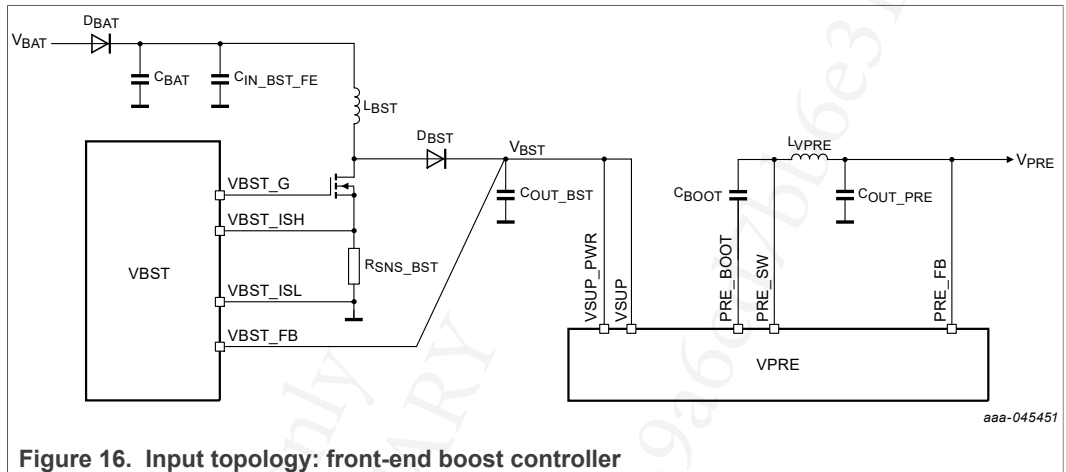 VBAT
DBAT
CBAT
CIN_BST_FE
LBST
DBST
VBST
COUT_BST
VBST_G
VBST_ISH
RSNS_BST
VBST
VBST_ISL
VBST_FB
LVPRE
VPRE
CBOOT
COUT_PRE
VSUP_PWR
VSUP
PRE_BOOT
PRE_SW
PRE_FB
VPRE
aaa-045451
Figure 16. Input topology: front-end boost controller